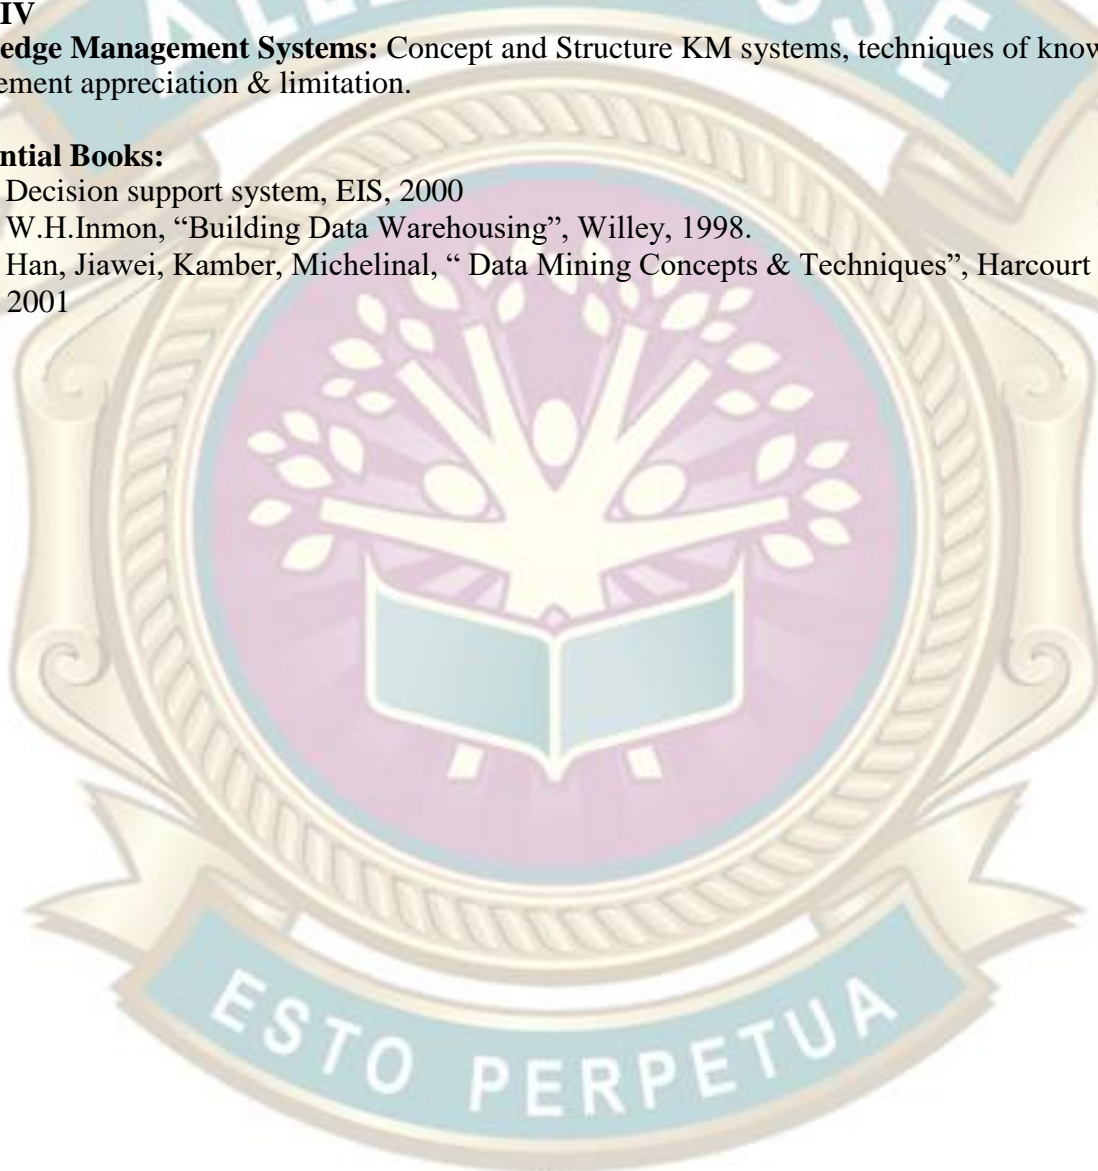 IV
edge Management Systems: Concept and Structure KM systems, techniques of know
ement appreciation & limitation.
ntial Books:
Decision support system, EIS, 2000
W.H.Inmon, “Building Data Warehousing”, Willey, 1998.
Han, Jiawei, Kamber, Michelinal, “ Data Mining Concepts & Techniques”, Harcourt
2001
ESTO PERPETUA